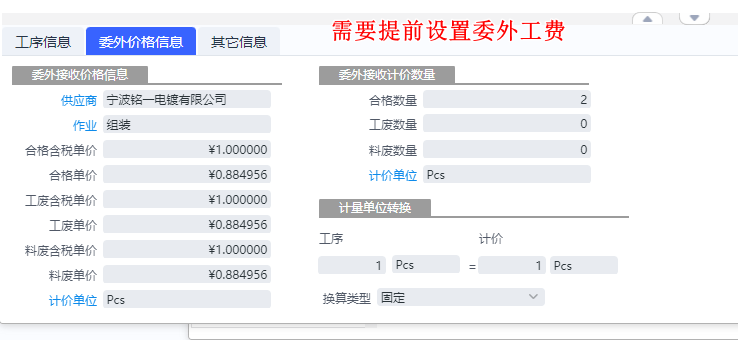 需要提前设置委外工费
工序信息 委外价格信息 其它信息
委外接收价格信息
供应商 宁波铭一电镀有限公司
作业 组装
合格含税单价 ¥1.000000
合格单价 ¥0.884956
工废含税单价 ¥1.000000
工废单价 ¥0.884956
料废含税单价 ¥1.000000
料废单价 ¥0.884956
计价单位 Pcs
委外接收计价数量
合格数量 2
工废数量 0
料废数量 0
计价单位 Pcs
计量单位转换
工序 计价
1 Pcs = 1 Pcs
换算类型 固定